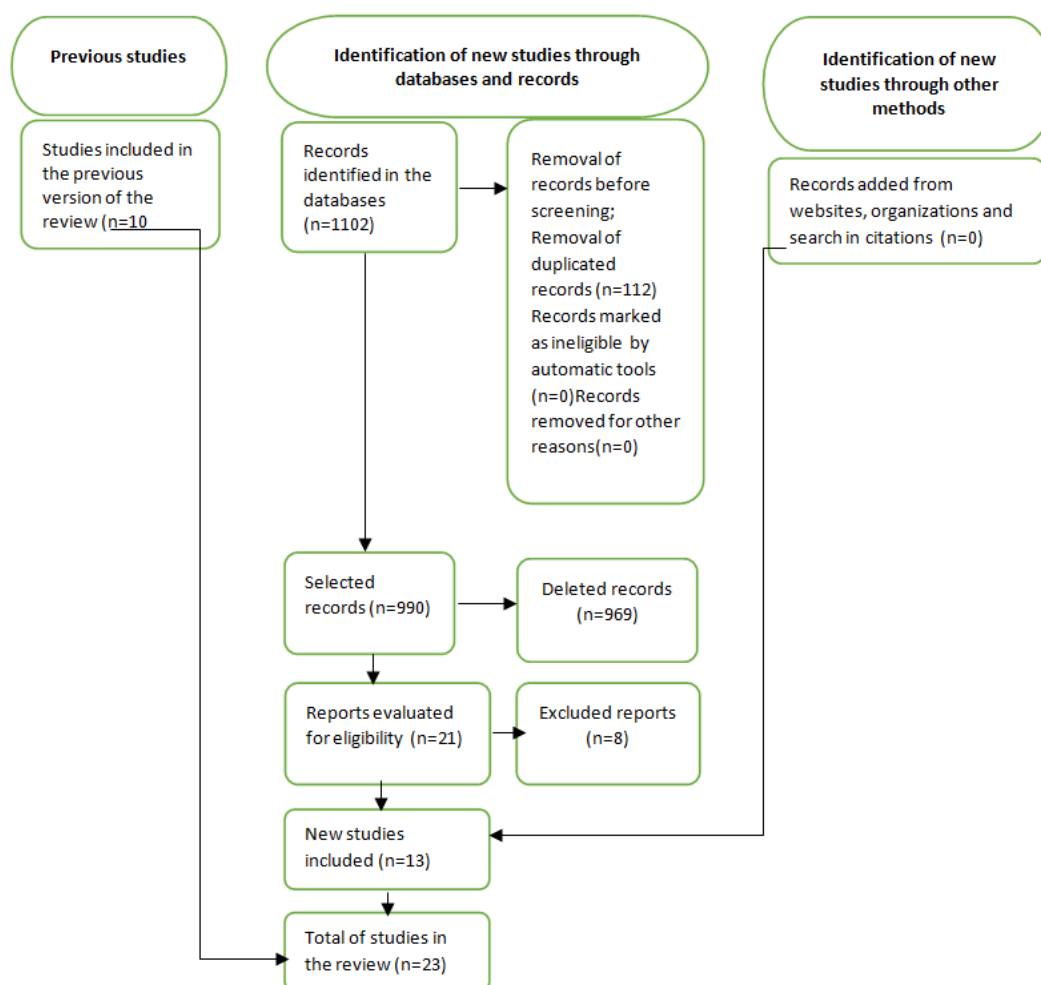 Previous studies
Identification of new studies through
databases and records
Identification of new
studies through other
methods
Studies included in
the previous
version of the
review (n=10
Records
identified in the
databases
(n=1102)
Removal of
records before
screening;
Removal of
duplicated
records (n=112)
Records marked
as ineligible by
automatic tools
(n=0)Records
removed for other
reasons(n=0)
Records added from
websites, organizations and
search in citations (n=0)
Selected
records (n=990)
Deleted records
(n=969)
Reports evaluated
for eligibility (n=21)
Excluded reports
(n=8)
New studies
included (n=13)
Total of studies in
the review (n=23)